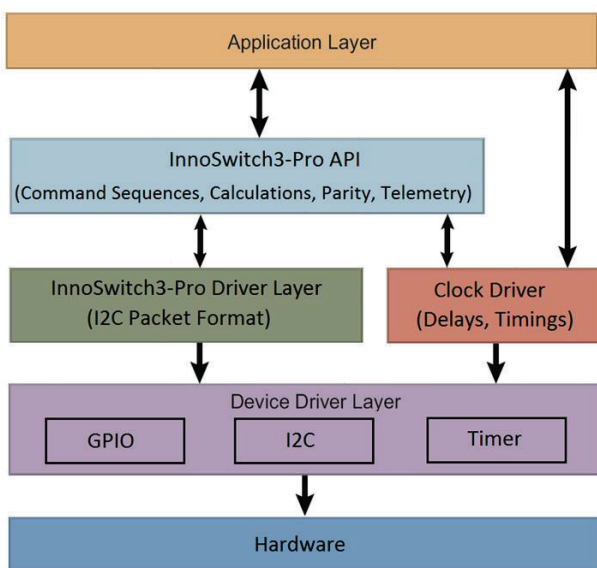 Application Layer
InnoSwitch3-Pro API
(Command Sequences, Calculations, Parity, Telemetry)
InnoSwitch3-Pro Driver Layer
(I2C Packet Format)
Clock Driver
(Delays, Timings)
Device Driver Layer
GPIO
I2C
Timer
Hardware